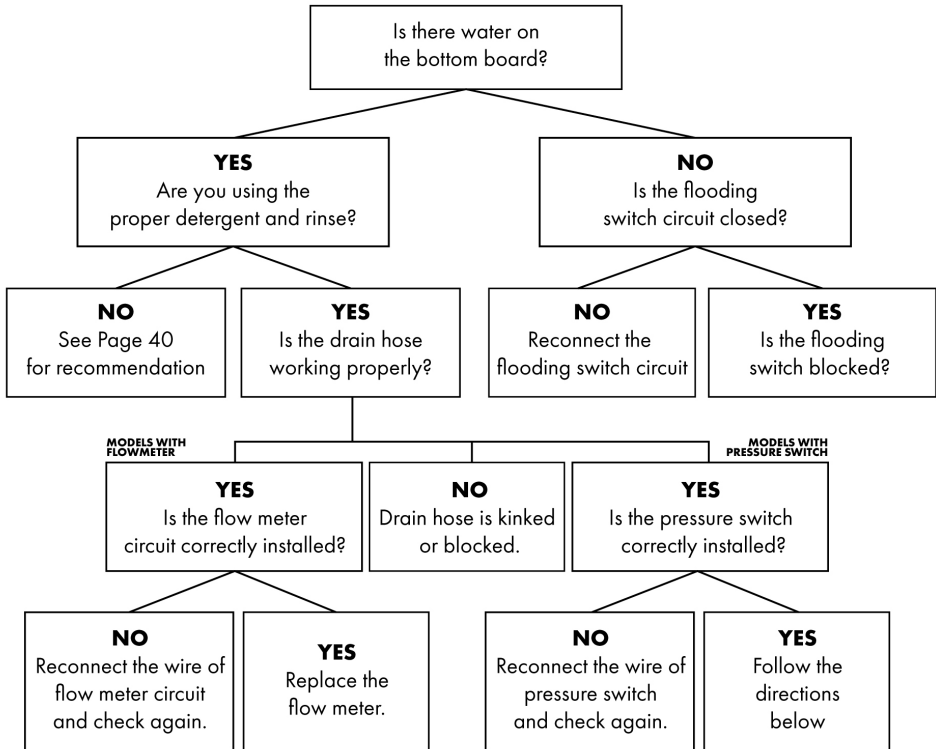 Is there water on
the bottom board?
YES
Are you using the
proper detergent and rinse?
NO
Is the flooding
switch circuit closed?
NO
See Page 40
for recommendation
YES
Is the drain hose
working properly?
NO
Reconnect the
flooding switch circuit
YES
Is the flooding
switch blocked?
MODELS WITH
FLOWMETER
MODELS WITH
PRESSURE SWITCH
YES
Is the flow meter
circuit correctly installed?
NO
Drain hose is kinked
or blocked.
YES
Is the pressure switch
correctly installed?
NO
Reconnect the wire of
flow meter circuit
and check again.
YES
Replace the
flow meter.
NO
Reconnect the wire of
pressure switch
and check again.
YES
Follow the
directions
below